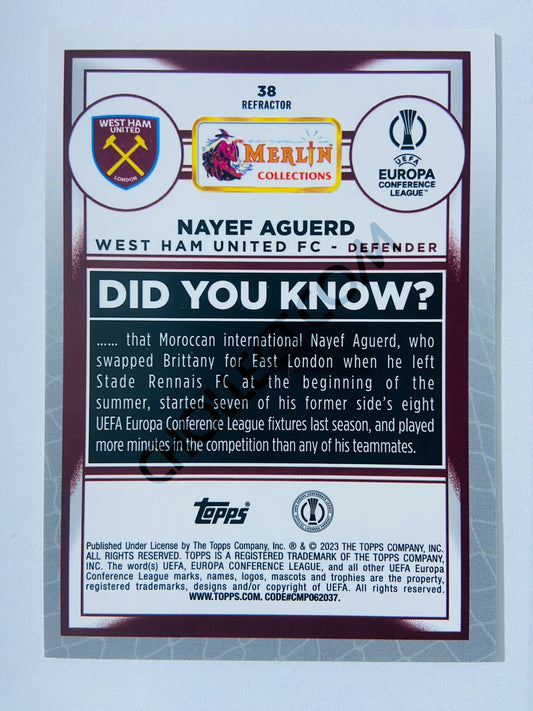 38
REFRACTOR
WEST HAM
UNITED
LONDON
MERLIN
COLLECTIONS
UEFA
EUROPA
CONFERENCE
LEAGUE™
NAYEF AGUERD
WEST HAM UNITED FC - DEFENDER
DID YOU KNOW?
...... that Moroccan international Nayef Aguerd, who
swapped Brittany for East London when he left
Stade Rennais FC at the beginning of the
summer, started seven of his former side's eight
UEFA Europa Conference League fixtures last season, and played
more minutes in the competition than any of his teammates.
topps®
Published Under License by The Topps Company, Inc. ® & © 2023 THE TOPPS COMPANY, INC.
ALL RIGHTS RESERVED. TOPPS IS A REGISTERED TRADEMARK OF THE TOPPS COMPANY, INC.
The word(s) UEFA, EUROPA CONFERENCE LEAGUE, and all other UEFA Europa
Conference League marks, names, logos, mascots and trophies are the property,
registered trademarks, designs and/or copyright of UEFA. All rights reserved.
WWW.TOPPS.COM. CODE#CMP062037.